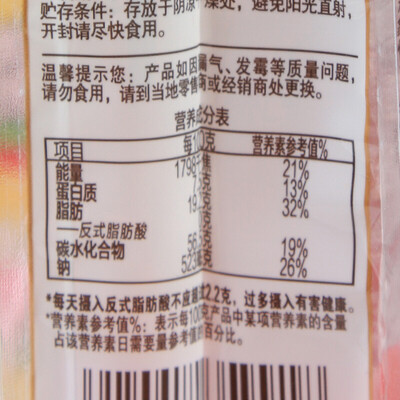 贮存条件：存放于阴凉 燥处，避免阳光直射，
开封请尽快食用。
温馨提示您：产品如因漏气、发霉等质量问题，
请勿食用，请到当地零售商或经销商处更换。
营养成分表
项目 每100克 营养素参考值%
能量 1798 21%
蛋白质 13%
脂肪 19 32%
——反式脂肪酸
碳水化合物 19%
钠 523 26%
*每天摄入反式脂肪酸不应 过2.2克，过多摄入有害健康。
*营养素参考值%：表示每100克产品中某项营养素的含量
占该营养素日需要量参考值 百分比。